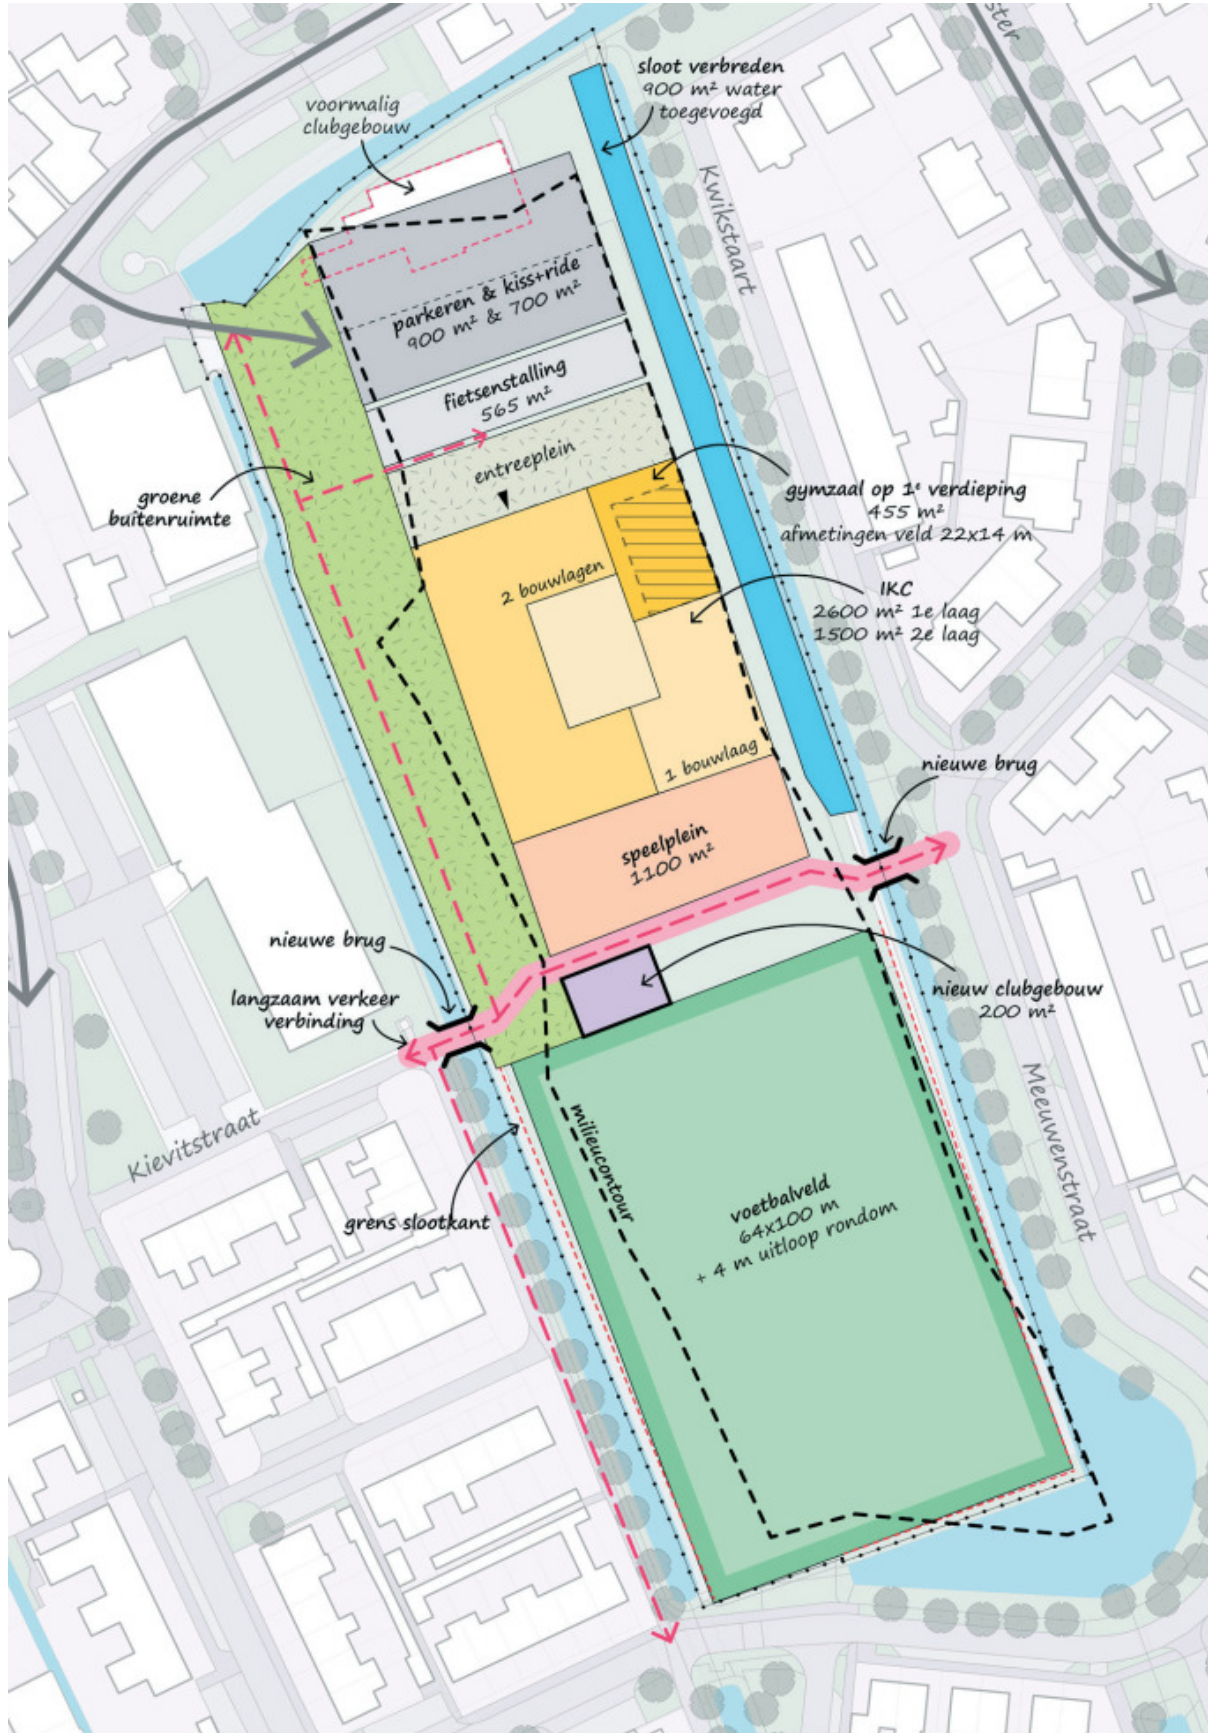 ster
sloot verbreden
900 m² water
toegevoegd
voormalig
clubgebouw
Kwikstaart
parkeren & kiss+ride
900 m² & 700 m²
fietsenstalling
565 m²
entreeplein
groene
buitenruimte
gymzaal op 1e verdieping
455 m²
afmetingen veld 22x14 m
2 bouwlagen
IKC
2600 m² 1e laag
1500 m² 2e laag
1 bouwlaag
nieuwe brug
speelplein
1100 m²
nieuwe brug
langzaam verkeer
verbinding
nieuw clubgebouw
200 m²
Kievitstraat
milieucontour
Meeuwenstraat
grens slootkant
voetbalveld
64x100 m
+ 4 m uitloop rondom